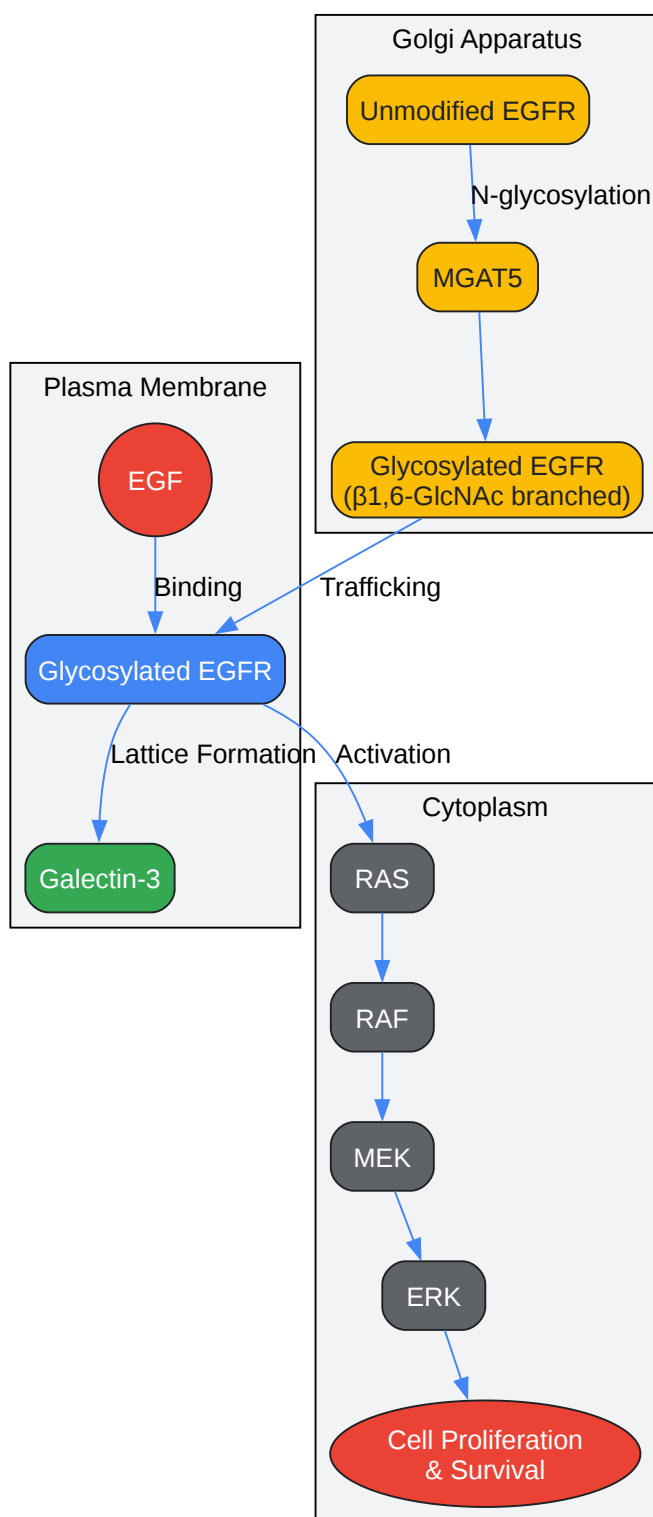 Golgi Apparatus
Unmodified EGFR
N-glycosylation
MGAT5
Plasma Membrane
Glycosylated EGFR
(β1,6-GlcNAc branched)
EGF
Binding
Trafficking
Glycosylated EGFR
Lattice Formation
Activation
Cytoplasm
Galectin-3
RAS
RAF
MEK
ERK
Cell Proliferation
& Survival